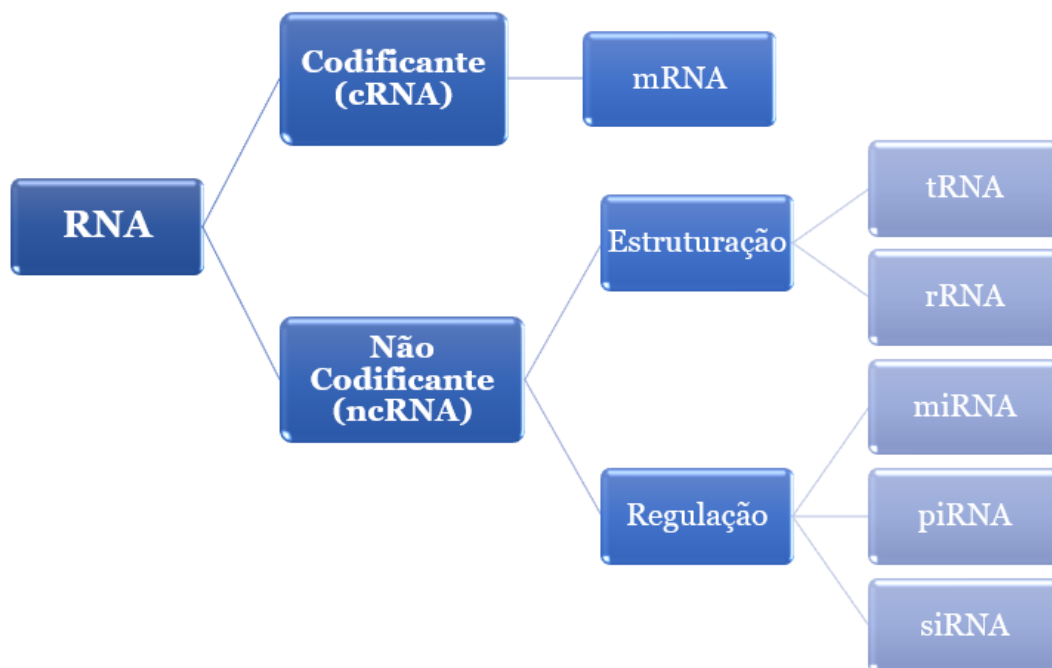 RNA
Codificante
(cRNA)
mRNA
Não
Codificante
(ncRNA)
Estruturação
tRNA
rRNA
Regulação
miRNA
piRNA
siRNA